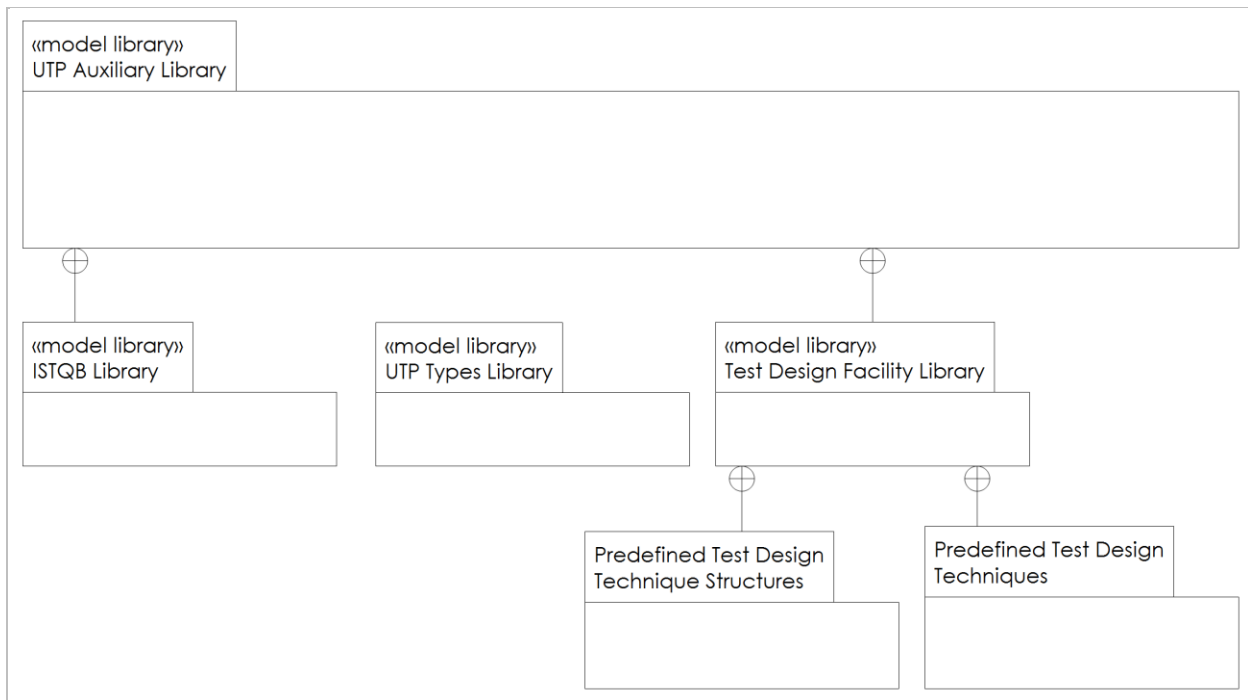 «model library»
UTP Auxiliary Library
«model library»
ISTQB Library
«model library»
UTP Types Library
«model library»
Test Design Facility Library
Predefined Test Design
Technique Structures
Predefined Test Design
Techniques